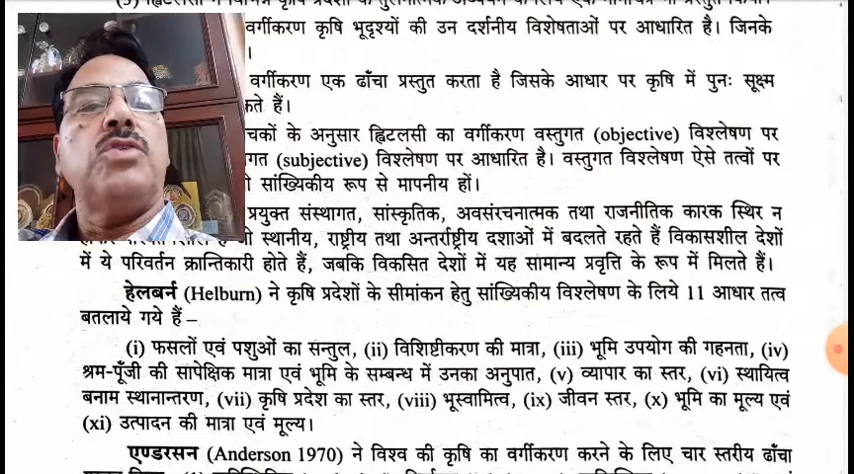 वर्गीकरण कृषि भूदृश्यों की उन दर्शनीय विशेषताओं पर आधारित है। जिनके
।
वर्गीकरण एक ढाँचा प्रस्तुत करता है जिसके आधार पर कृषि में पुनः सूक्ष्म
कते हैं।
चकों के अनुसार ह्विटलसी का वर्गीकरण वस्तुगत (objective) विश्लेषण पर
गत (subjective) विश्लेषण पर आधारित है। वस्तुगत विश्लेषण ऐसे तत्वों पर
सांख्यिकीय रूप से मापनीय हों।
प्रयुक्त संस्थागत, सांस्कृतिक, अवसंरचनात्मक तथा राजनीतिक कारक स्थिर न
स्थानीय, राष्ट्रीय तथा अन्तर्राष्ट्रीय दशाओं में बदलते रहते हैं विकासशील देशों
में ये परिवर्तन क्रान्तिकारी होते हैं, जबकि विकसित देशों में यह सामान्य प्रवृत्ति के रूप में मिलते हैं।
हेलबर्न (Helburn) ने कृषि प्रदेशों के सीमांकन हेतु सांख्यिकीय विश्लेषण के लिये 11 आधार तत्व
बतलाये गये हैं –
(i) फसलों एवं पशुओं का सन्तुल, (ii) विशिष्टीकरण की मात्रा, (iii) भूमि उपयोग की गहनता, (iv)
श्रम-पूँजी की सापेक्षिक मात्रा एवं भूमि के सम्बन्ध में उनका अनुपात, (v) व्यापार का स्तर, (vi) स्थायित्व
बनाम स्थानान्तरण, (vii) कृषि प्रदेश का स्तर, (viii) भूस्वामित्व, (ix) जीवन स्तर, (x) भूमि का मूल्य एवं
(xi) उत्पादन की मात्रा एवं मूल्य।
एण्डरसन (Anderson 1970) ने विश्व की कृषि का वर्गीकरण करने के लिए चार स्तरीय ढाँचा